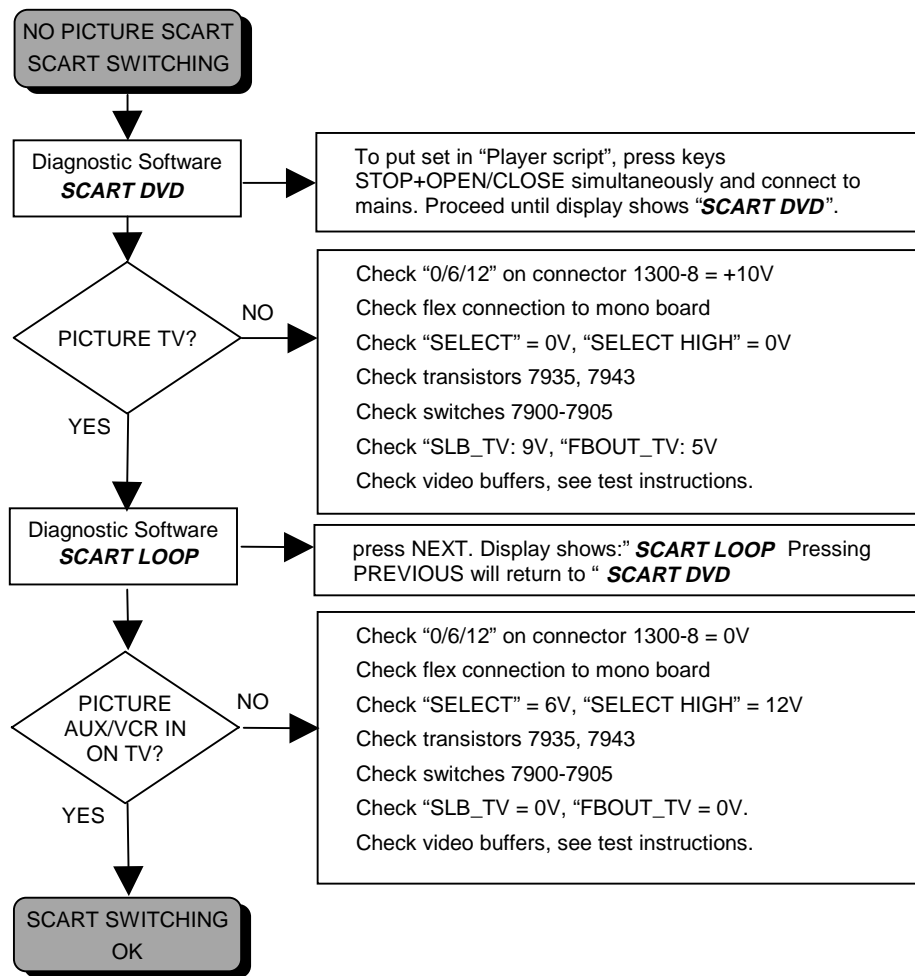 NO PICTURE SCART
SCART SWITCHING
Diagnostic Software
SCART DVD
To put set in “Player script”, press keys
STOP+OPEN/CLOSE simultaneously and connect to
mains. Proceed until display shows “SCART DVD”.
PICTURE TV?
NO
YES
Check “0/6/12” on connector 1300-8 = +10V
Check flex connection to mono board
Check “SELECT” = 0V, “SELECT HIGH” = 0V
Check transistors 7935, 7943
Check switches 7900-7905
Check “SLB_TV: 9V, “FBOUT_TV: 5V
Check video buffers, see test instructions.
Diagnostic Software
SCART LOOP
press NEXT. Display shows:” SCART LOOP Pressing
PREVIOUS will return to “ SCART DVD
PICTURE
AUX/VCR IN
ON TV?
NO
YES
Check “0/6/12” on connector 1300-8 = 0V
Check flex connection to mono board
Check “SELECT” = 6V, “SELECT HIGH” = 12V
Check transistors 7935, 7943
Check switches 7900-7905
Check “SLB_TV = 0V, “FBOUT_TV = 0V.
Check video buffers, see test instructions.
SCART SWITCHING
OK